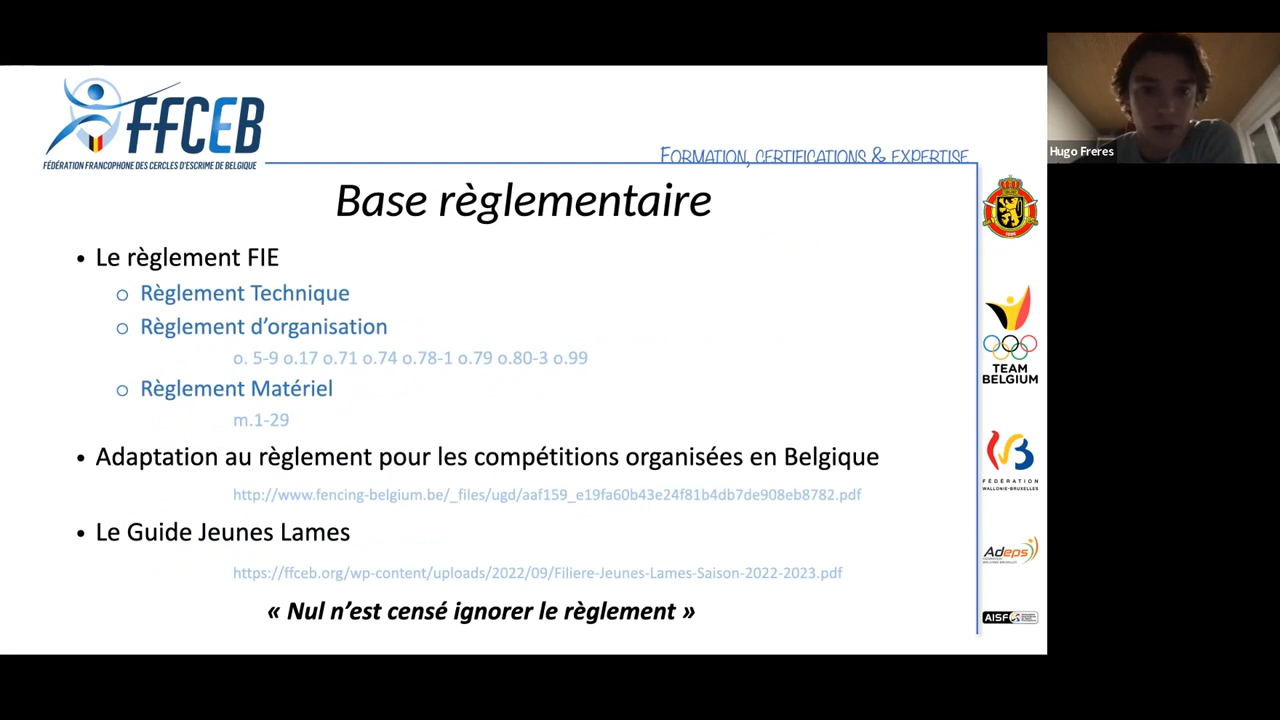 FFCEB
FÉDÉRATION FRANCOPHONE DES CERCLES D'ESCRIME DE BELGIQUE
FORMATION, CERTIFICATIONS & EXPERTISE
Hugo Freres
Base règlementaire
• Le règlement FIE
o Règlement Technique
o Règlement d’organisation
o. 5-9 o.17 o.71 o.74 o.78-1 o.79 o.80-3 o.99
o Règlement Matériel
m.1-29
• Adaptation au règlement pour les compétitions organisées en Belgique
http://www.fencing-belgium.be/_files/ugd/aaf159_e19fa60b43e24f81b4db7de908eb8782.pdf
• Le Guide Jeunes Lames
https://ffceb.org/wp-content/uploads/2022/09/Filiere-Jeunes-Lames-Saison-2022-2023.pdf
« Nul n’est censé ignorer le règlement »
TEAM
BELGIUM
FÉDÉRATION
WALLONIE-BRUXELLES
Adeps
AISF